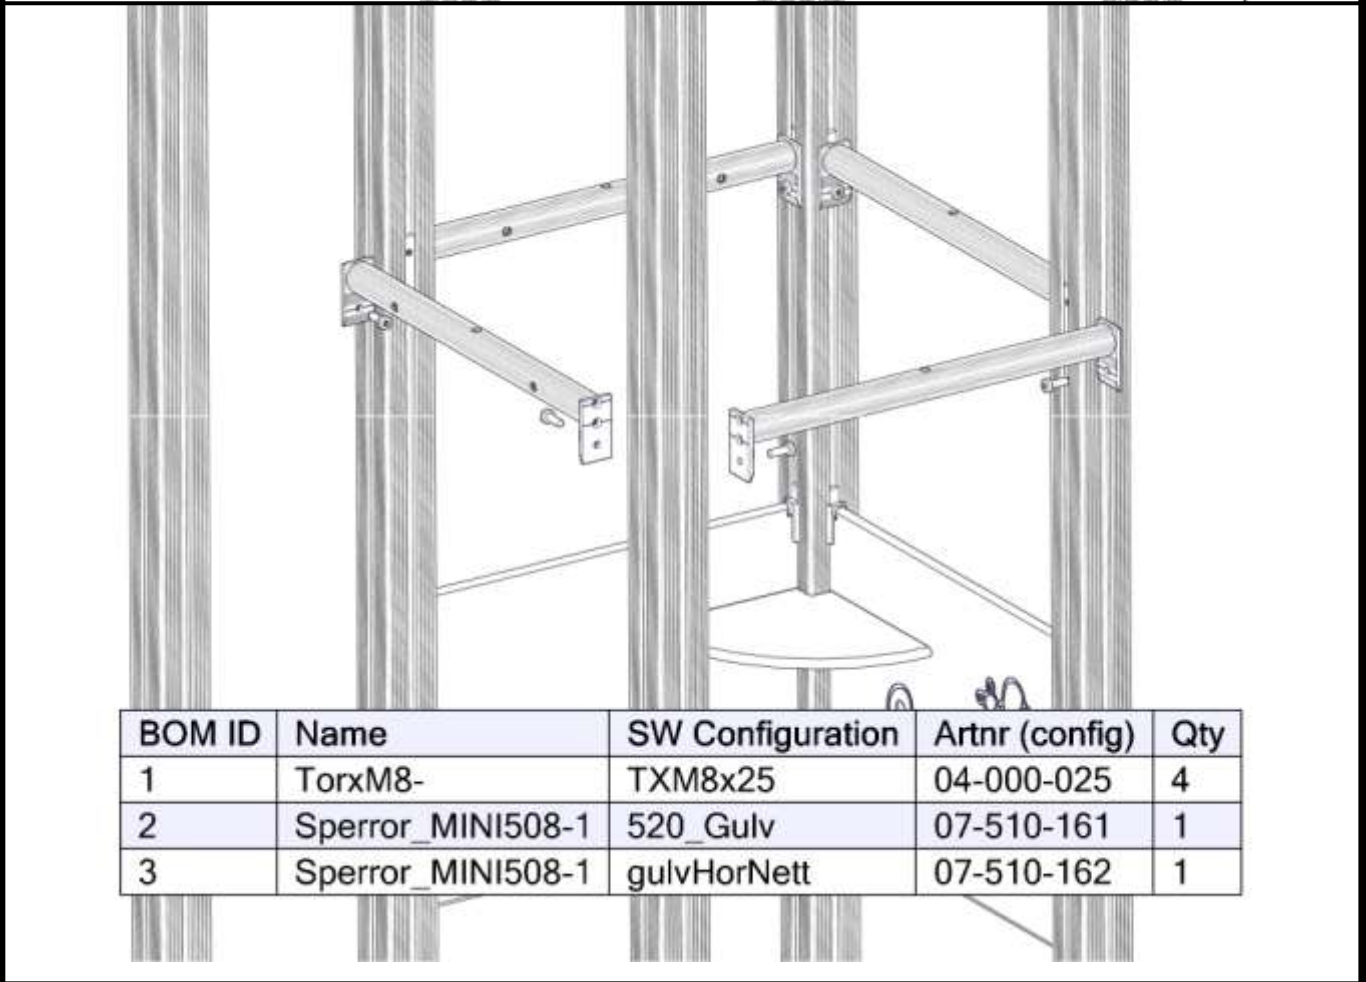 BOM ID Name SW Configuration Artnr (config) Qty
1 TorxM8- TXM8x25 04-000-025 4
2 Sperror_MINI508-1 520_Gulv 07-510-161 1
3 Sperror_MINI508-1 gulvHorNett 07-510-162 1